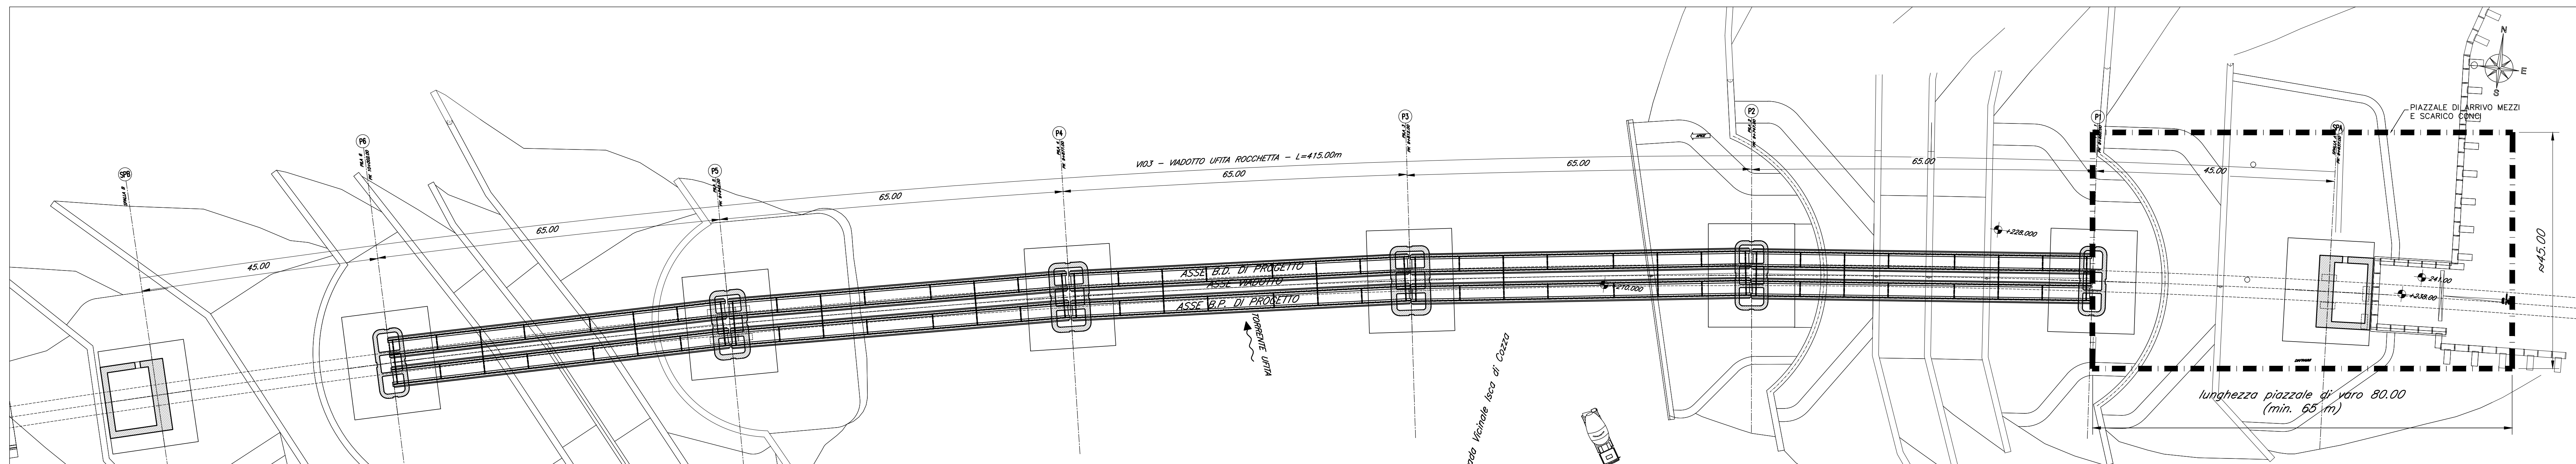 N
E
S
PIAZZALE DI ARRIVO MEZZI
E SCARICO CONCI
SPB
P6
P5
P4
P3
P2
P1
SPA
VI03 - VIADOTTO UFITA ROCCHETTA - L=415.00m
45.00
65.00
65.00
65.00
65.00
65.00
45.00
≈45.00
+228.000
+210.000
241.00
+238.00
ASSE B.D. DI PROGETTO
ASSE VIADOTTO
ASSE B.P. DI PROGETTO
TORRENTE UFITA
Vicinale Isca di Cozzo
lunghezza piazzale di varo 80.00
(min. 65 m)